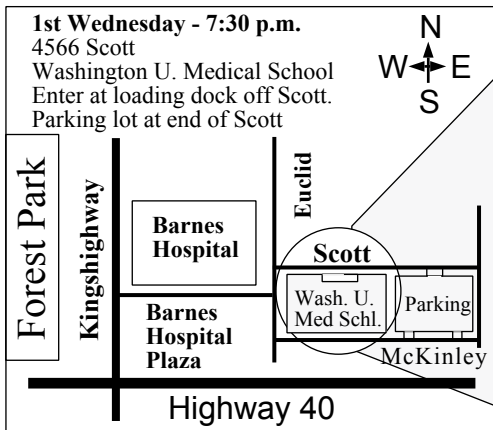 1st Wednesday - 7:30 p.m.
4566 Scott
Washington U. Medical School
Enter at loading dock off Scott.
Parking lot at end of Scott
N
W E
S
Forest Park
Kingshighway
Barnes
Hospital
Barnes
Hospital
Plaza
Euclid
Scott
Wash. U.
Med Schl.
Parking
McKinley
Highway 40